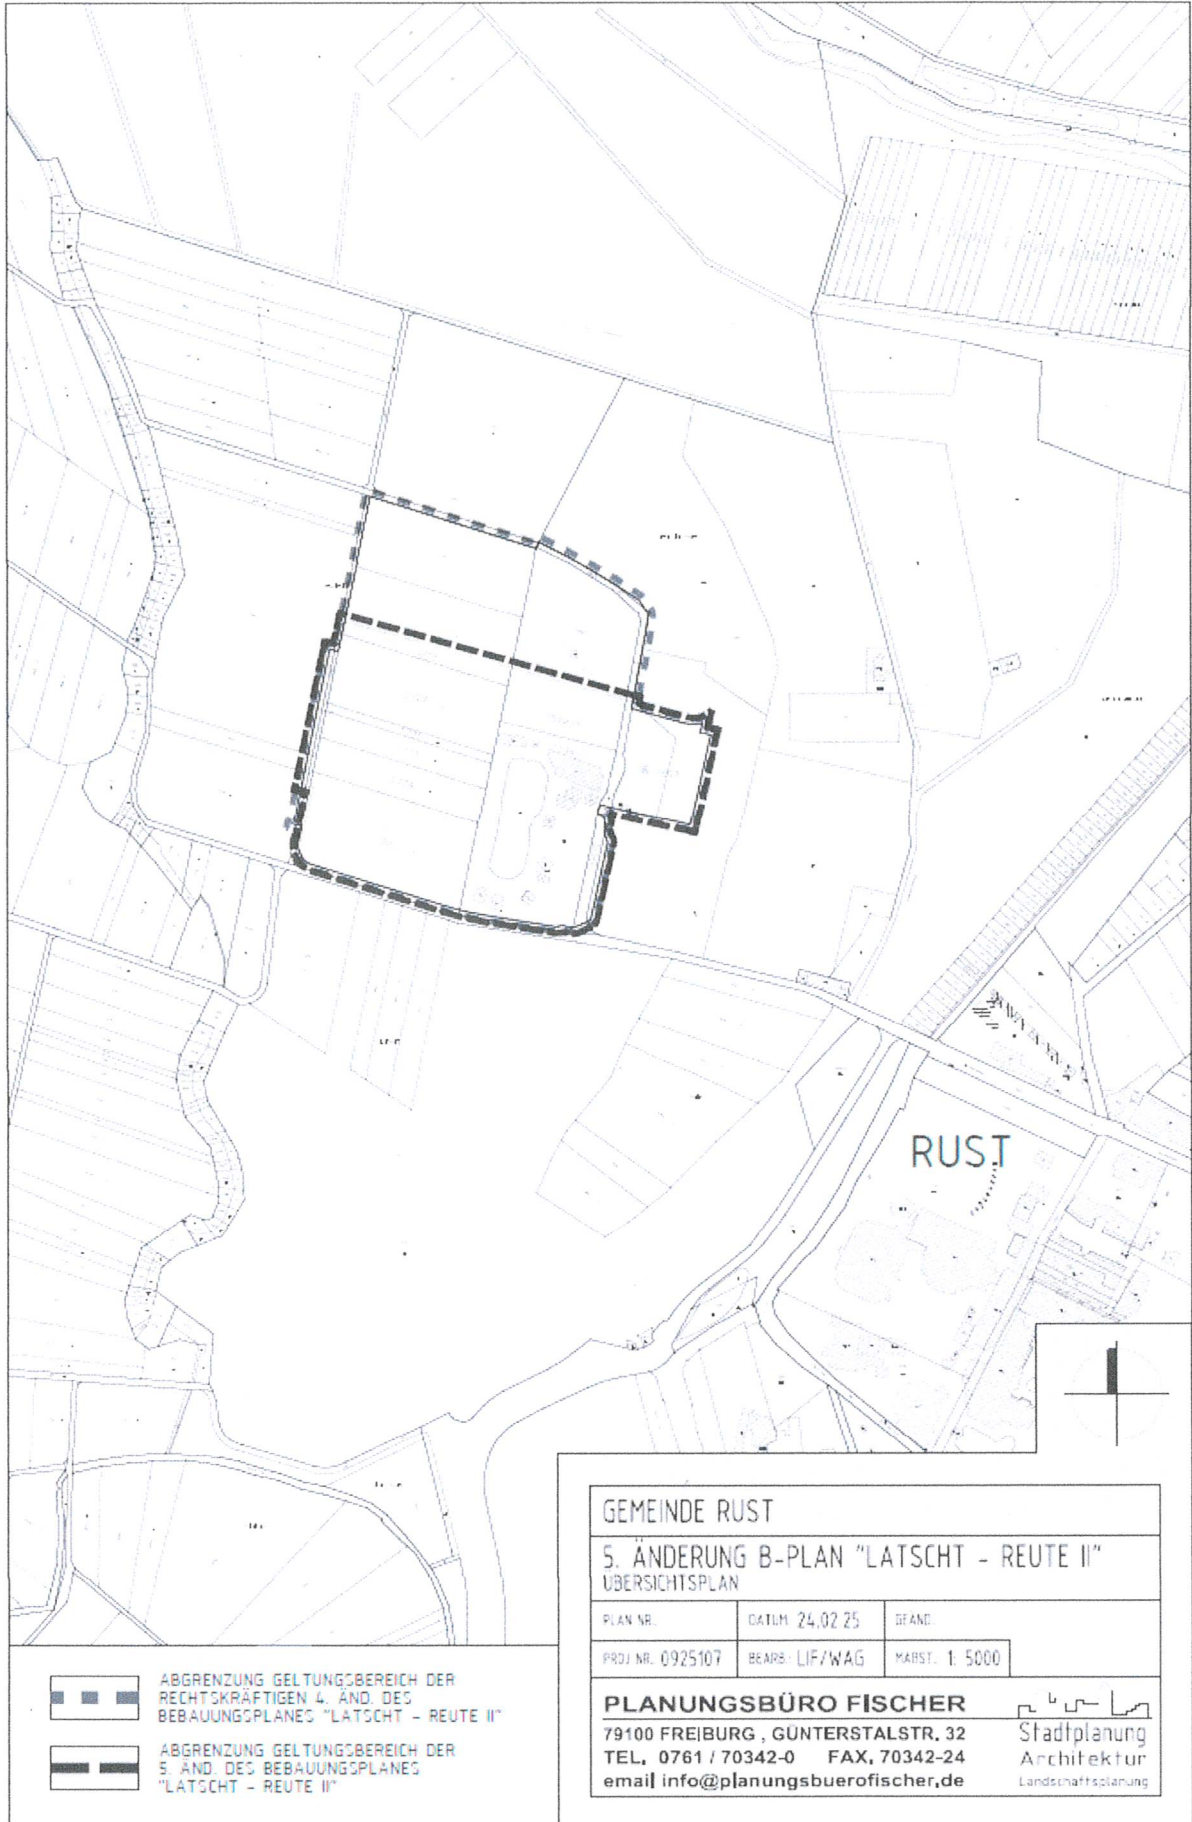 RUST
GEMEINDE RUST
5. ÄNDERUNG B-PLAN "LATSCHT - REUTE II"
ÜBERSICHTSPLAN
PLAN NR.
DATUM: 24.02.25
GEÄND.
PROJ.NR. 0925107
BEARB.: LIF/WAG
MAßST. 1: 5000
PLANUNGSBÜRO FISCHER
79100 FREIBURG , GÜNTERSTALSTR. 32
TEL. 0761 / 70342-0 FAX. 70342-24
email info@planungsbuerofischer.de
Stadtplanung
Architektur
Landschaftsplanung
ABGRENZUNG GELTUNGSBEREICH DER
RECHTSKRÄFTIGEN 4. ÄND. DES
BEBAUUNGSPLANES "LATSCHT - REUTE II"
ABGRENZUNG GELTUNGSBEREICH DER
5. ÄND. DES BEBAUUNGSPLANES
"LATSCHT - REUTE II"